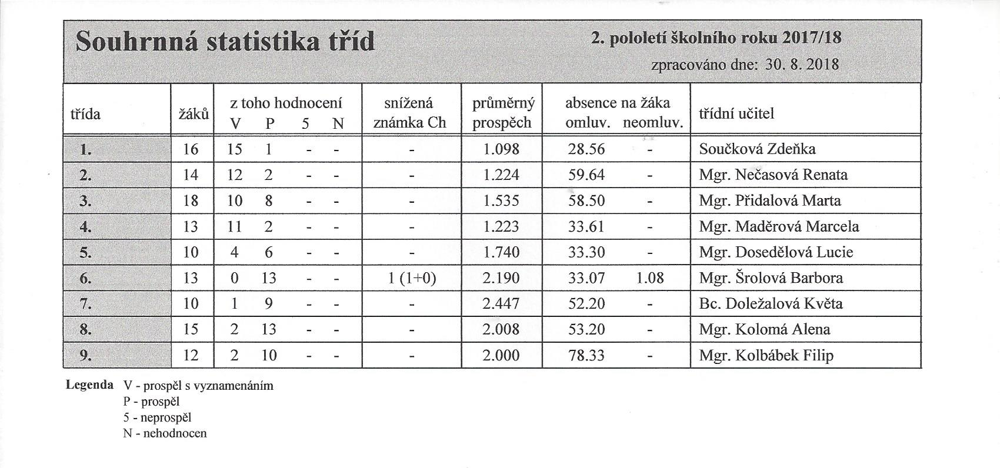 Souhrnná statistika tříd
2. pololetí školního roku 2017/18
zpracováno dne: 30. 8. 2018
třída žáků z toho hodnocení snížená průměrný absence na žáka třídní učitel
V P 5 N známka Ch prospěch omluv. neomluv.
1. 16 15 1 - - - 1.098 28.56 - Součková Zdeňka
2. 14 12 2 - - - 1.224 59.64 - Mgr. Nečasová Renata
3. 18 10 8 - - - 1.535 58.50 - Mgr. Přidalová Marta
4. 13 11 2 - - - 1.223 33.61 - Mgr. Maděrová Marcela
5. 10 4 6 - - - 1.740 33.30 - Mgr. Dosedělová Lucie
6. 13 0 13 - - 1 (1+0) 2.190 33.07 1.08 Mgr. Šrolová Barbora
7. 10 1 9 - - - 2.447 52.20 - Bc. Doležalová Květa
8. 15 2 13 - - - 2.008 53.20 - Mgr. Kolomá Alena
9. 12 2 10 - - - 2.000 78.33 - Mgr. Kolbábek Filip
Legenda V - prospěl s vyznamenáním
P - prospěl
5 - neprospěl
N - nehodnocen